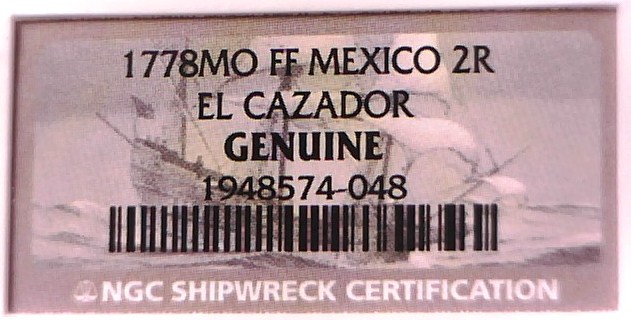 1778MO FF MEXICO 2R
EL CAZADOR
GENUINE
1948574-048
NGC SHIPWRECK CERTIFICATION